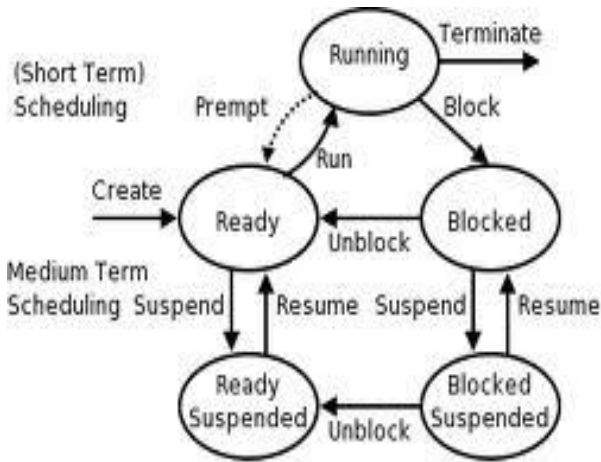 Terminate
Running
(Short Term)
Scheduling
Prempt
Block
Run
Create
Ready
Blocked
Unblock
Medium Term
Scheduling
Suspend
Resume
Suspend
Resume
Ready
Suspended
Blocked
Suspended
Unblock